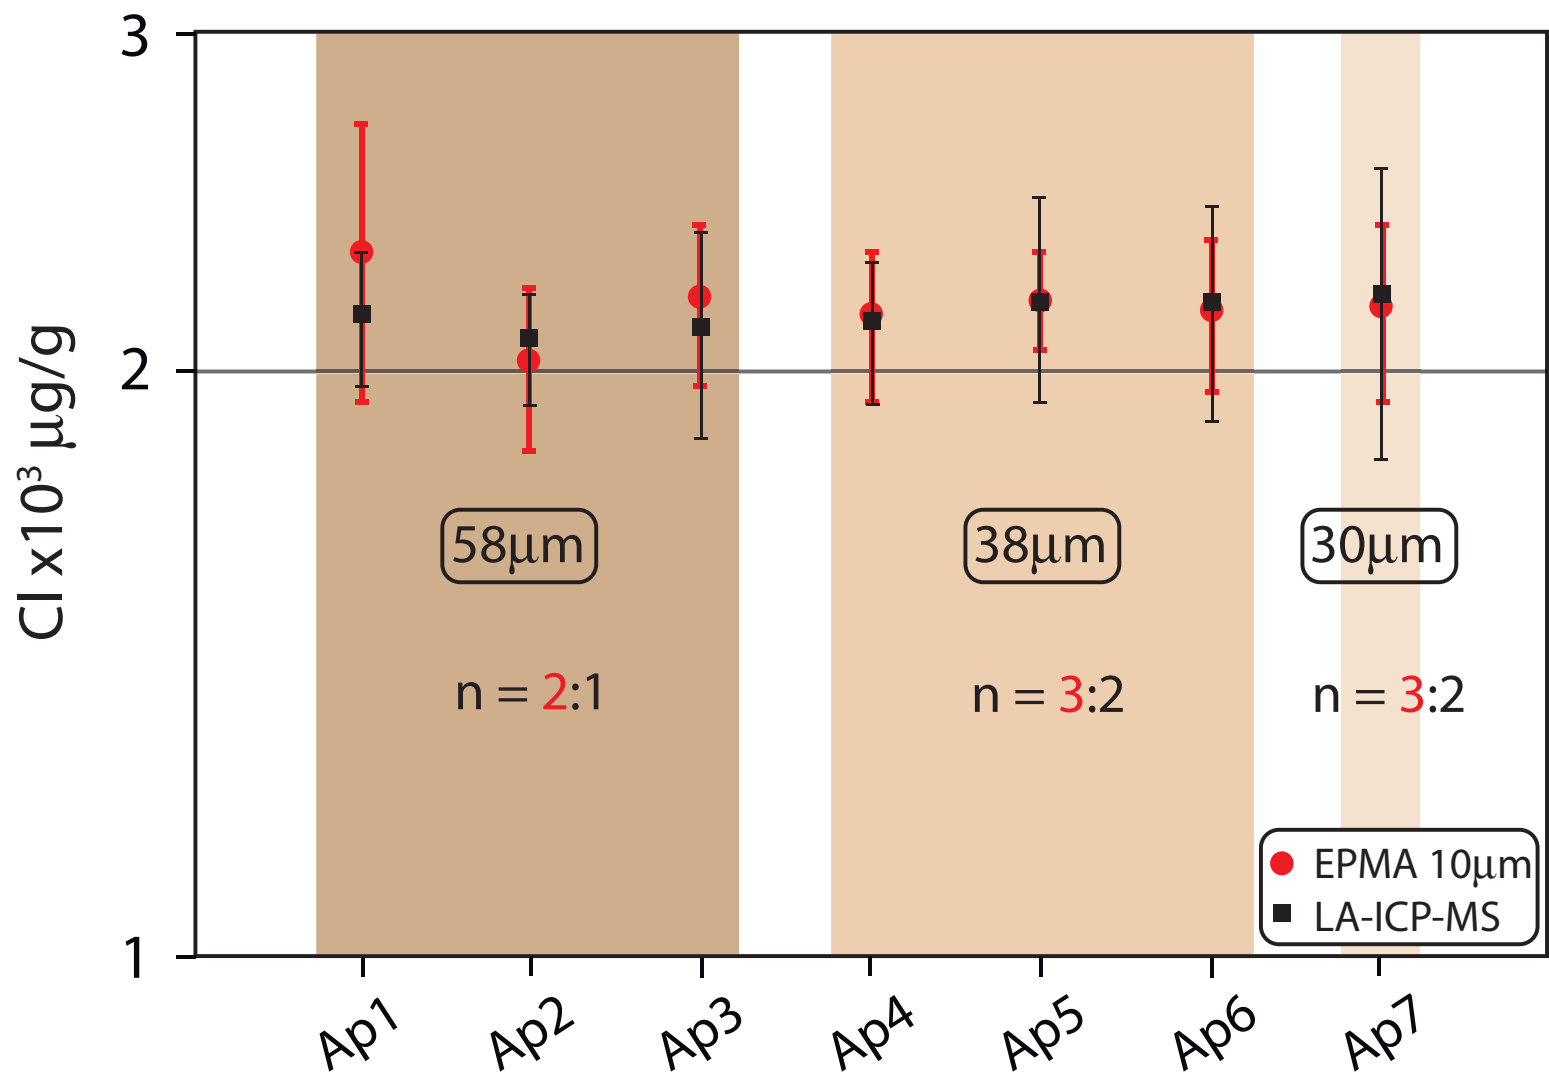 3
2
1
Cl x10³ µg/g
58µm
38µm
30µm
n = 2:1
n = 3:2
n = 3:2
EPMA 10µm
LA-ICP-MS
Ap1
Ap2
Ap3
Ap4
Ap5
Ap6
Ap7